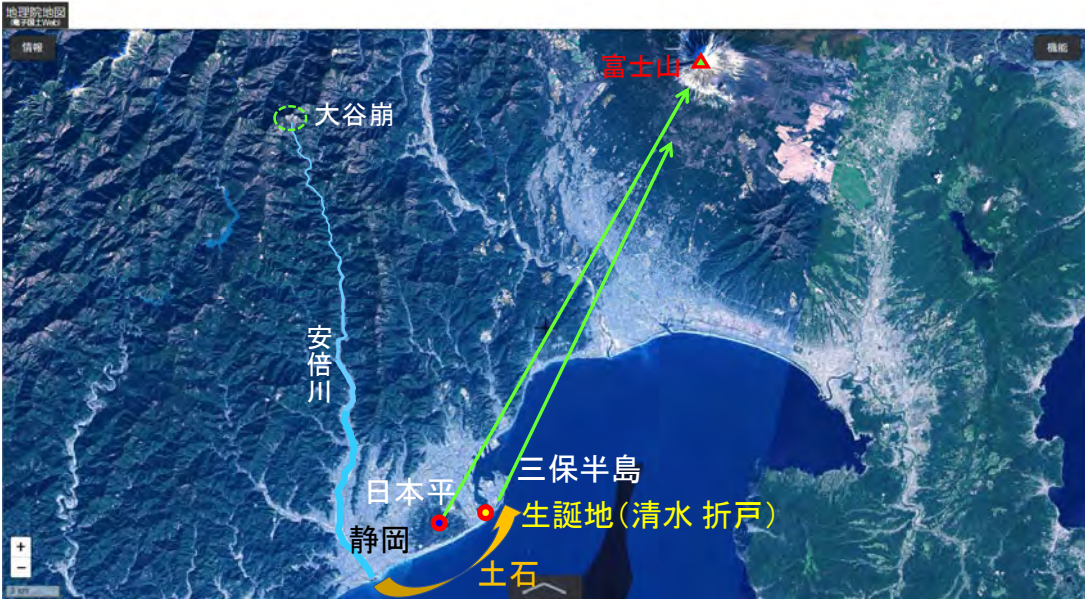 地理院地図
(電子国土Web)
情報
機能
富士山
大谷崩
安倍川
三保半島
日本平
生誕地(清水 折戸)
静岡
土石
+
−